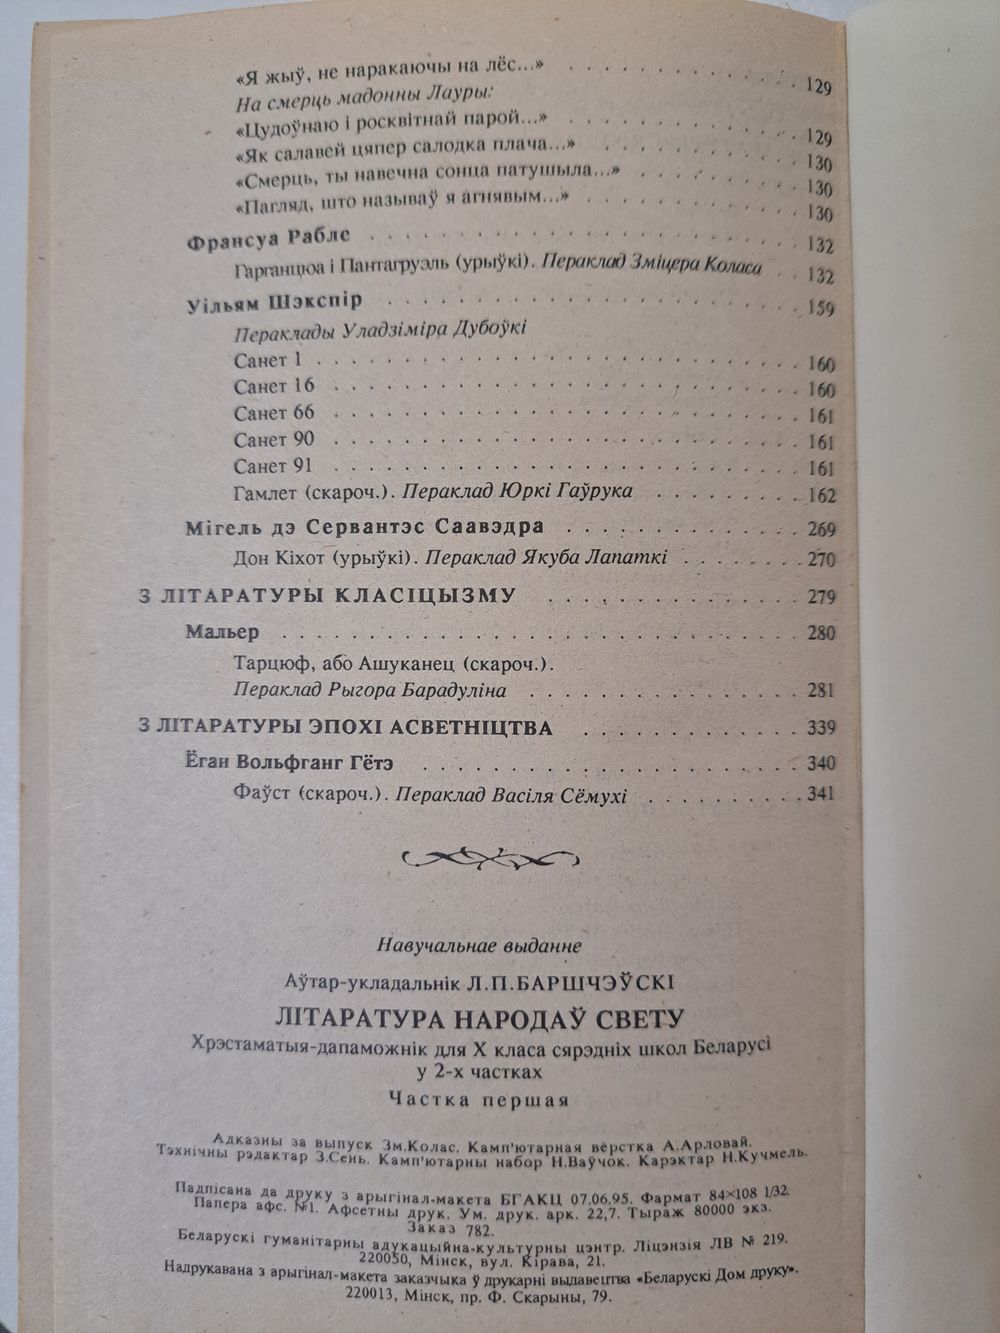 «Я жыў, не наракаючы на лёс...» . . . . . . . . . . . . . 129
На смерць мадонны Лауры:
«Цудоўнаю і росквітнай парой...» . . . . . . . . . . . . . 129
«Як салавей цяпер салодка плача...» . . . . . . . . . . . 130
«Смерць, ты навечна сонца патушыла...» . . . . . . . . . 130
«Пагляд, што называў я агнявым...» . . . . . . . . . . . 130
Франсуа Рабле . . . . . . . . . . . . . . . . . . . . . . 132
Гарганцюа і Пантагруэль (урыўкі). Пераклад Зміцера Коласа . . 132
Уільям Шэкспір . . . . . . . . . . . . . . . . . . . . . 159
Пераклады Уладзіміра Дубоўкі
Санет 1 . . . . . . . . . . . . . . . . . . . . . . . . 160
Санет 16 . . . . . . . . . . . . . . . . . . . . . . . . 160
Санет 66 . . . . . . . . . . . . . . . . . . . . . . . . 161
Санет 90 . . . . . . . . . . . . . . . . . . . . . . . . 161
Санет 91 . . . . . . . . . . . . . . . . . . . . . . . . 161
Гамлет (скароч.). Пераклад Юркі Гаўрука . . . . . . . . . 162
Мігель дэ Сервантэс Саавэдра . . . . . . . . . . . . . 269
Дон Кіхот (урыўкі). Пераклад Якуба Лапаткі . . . . . . . . 270
З ЛІТАРАТУРЫ КЛАСІЦЫЗМУ . . . . . . . . . . . . . . 279
Мальер . . . . . . . . . . . . . . . . . . . . . . . . . 280
Тарцюф, або Ашуканец (скароч.).
Пераклад Рыгора Барадуліна . . . . . . . . . . . . . . . 281
З ЛІТАРАТУРЫ ЭПОХІ АСВЕТНІЦТВА . . . . . . . . . . . . . 339
Ёган Вольфганг Гётэ . . . . . . . . . . . . . . . . . . . 340
Фаўст (скароч.). Пераклад Васіля Сёмухі . . . . . . . . . . 341
Навучальнае выданне
Аўтар-укладальнік Л.П.БАРШЧЭЎСКІ
ЛІТАРАТУРА НАРОДАЎ СВЕТУ
Хрэстаматыя-дапаможнік для X класа сярэдніх школ Беларусі
у 2-х частках
Частка першая
Адказны за выпуск Зм.Колас. Камп'ютарная вёрстка А.Арловай.
Тэхнічны рэдактар З.Сень. Камп'ютарны набор Н.Ваўчок. Карэктар Н.Кучмель.
Падпісана да друку з арыгінал-макета БГАКЦ 07.06.95. Фармат 84×108 1/32.
Папера афс. №1. Афсетны друк. Ум. друк. арк. 22,7. Тыраж 80000 экз.
Заказ 782.
Беларускі гуманітарны адукацыйна-культурны цэнтр. Ліцэнзія ЛВ № 219.
220050, Мінск, вул. Кірава, 21.
Надрукавана з арыгінал-макета заказчыка ў друкарні выдавецтва «Беларускі Дом друку».
220013, Мінск, пр. Ф. Скарыны, 79.